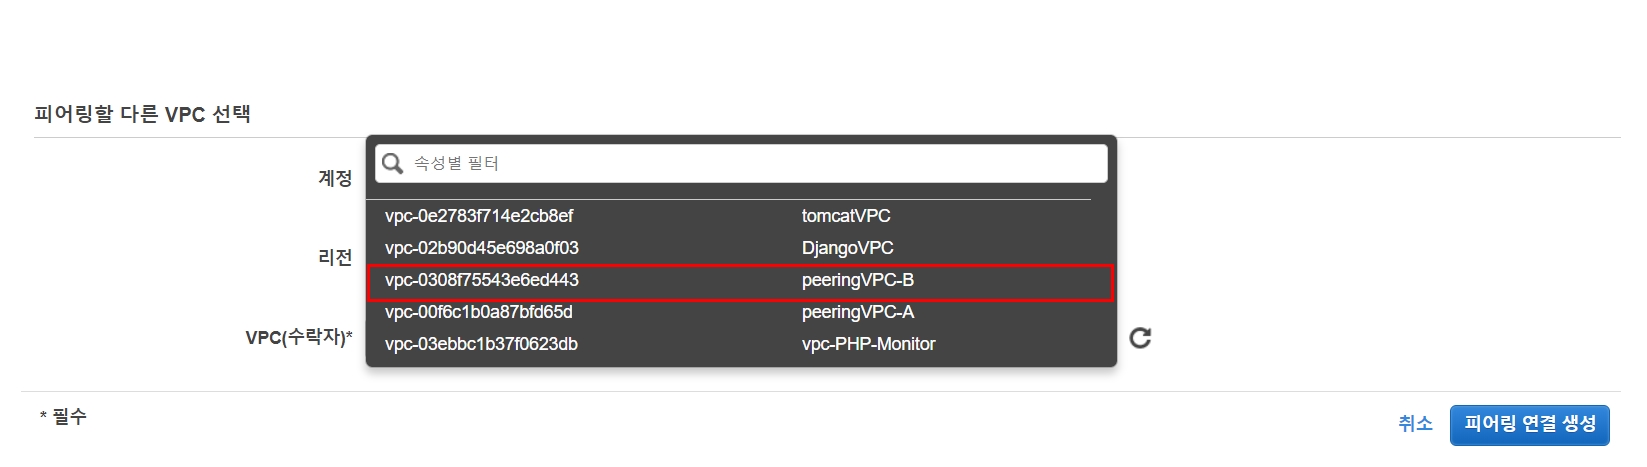 피어링할 다른 VPC 선택
속성별 필터
계정
vpc-0e2783f714e2cb8ef tomcatVPC
vpc-02b90d45e698a0f03 DjangoVPC
리전
vpc-0308f75543e6ed443 peeringVPC-B
vpc-00f6c1b0a87bfd65d peeringVPC-A
VPC(수락자)*
vpc-03ebbc1b37f0623db vpc-PHP-Monitor
* 필수
취소 피어링 연결 생성